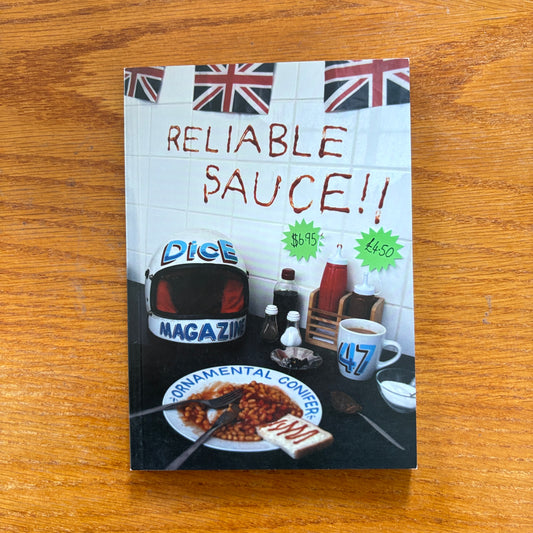 RELIABLE
SAUCE!!
$6.95
£4.50
DicE
MAGAZINE
47
ORNAMENTAL CONIFER